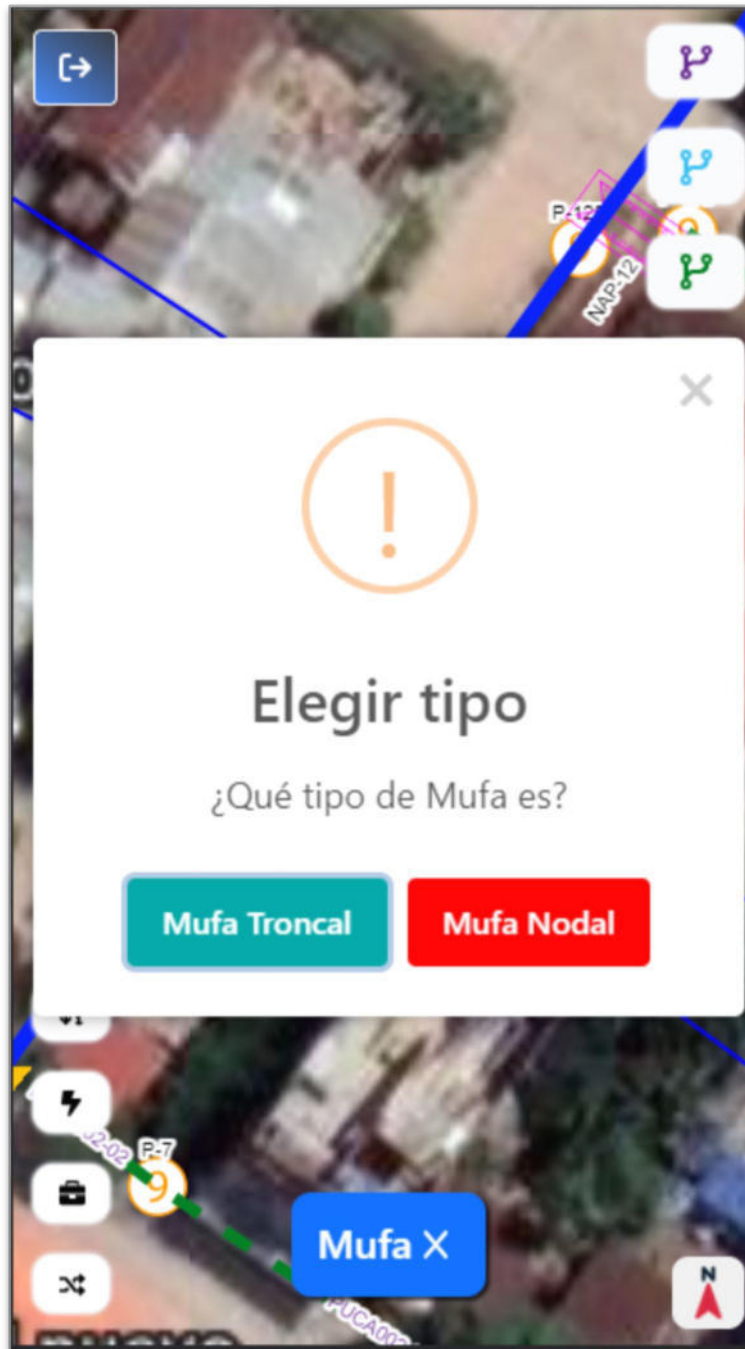 P-12
NAP-12
Elegir tipo
¿Qué tipo de Mufa es?
Mufa Troncal
Mufa Nodal
P-7
9
Mufa X
N